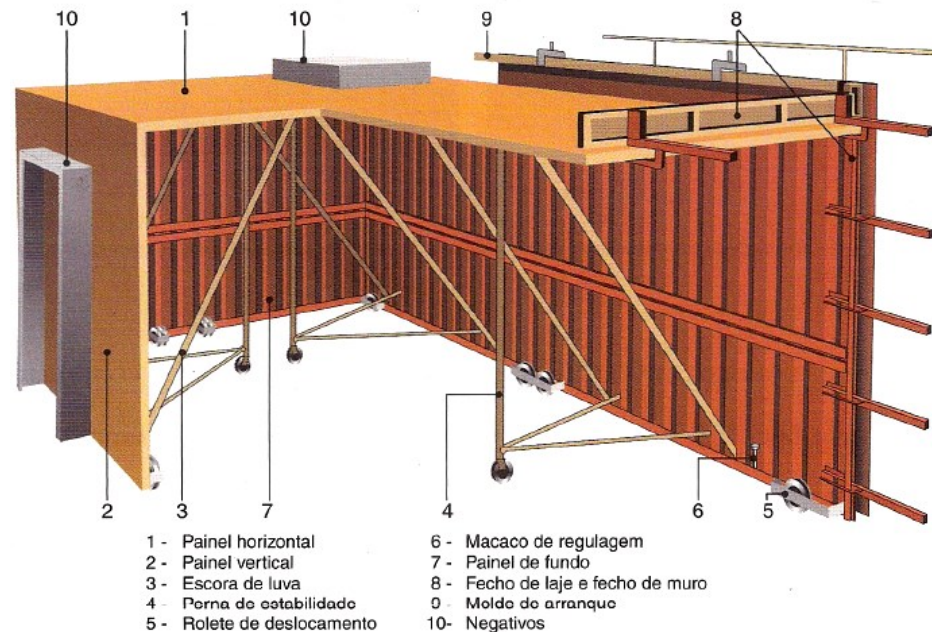 10 1 10 9 8
10
2 3 7 4 6 5
1 - Painel horizontal
2 - Painel vertical
3 - Escora de luva
4 - Perna de estabilidade
5 - Rolete de deslocamento
6 - Macaco de regulagem
7 - Painel de fundo
8 - Fecho de laje e fecho de muro
9 - Molde de arranque
10- Negativos